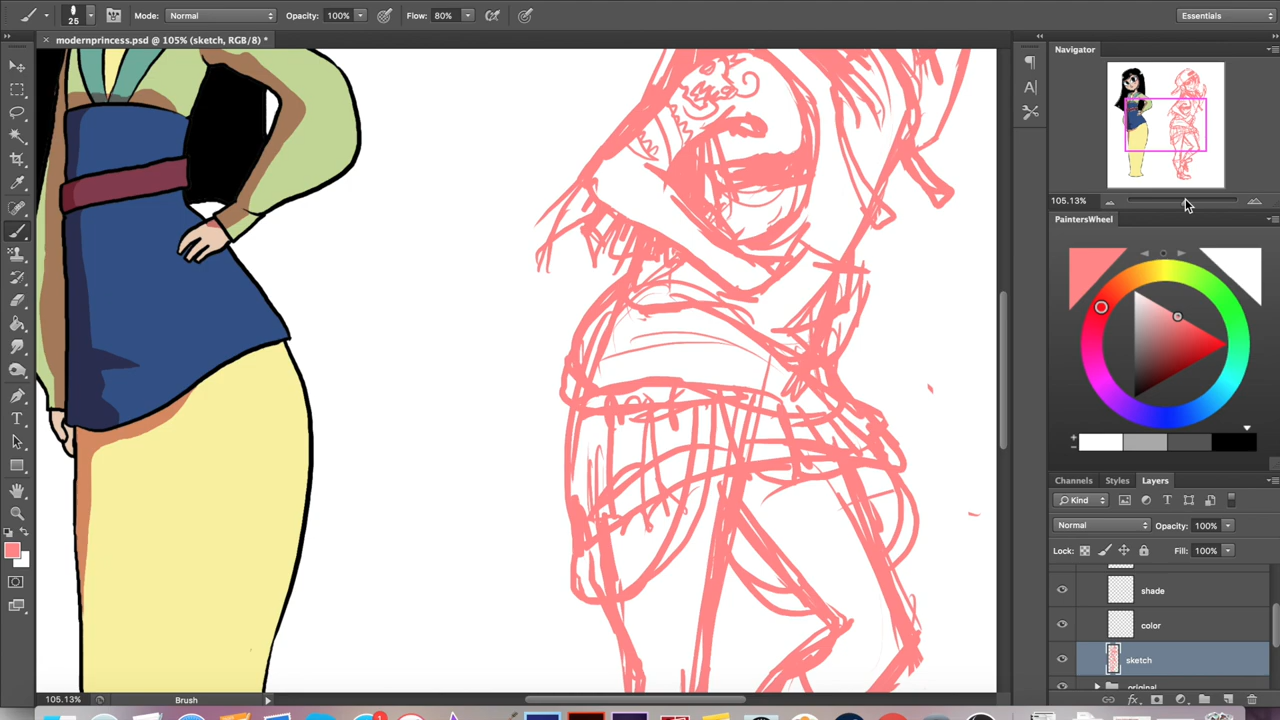 25
Mode: Normal
Opacity: 100%
Flow: 80%
Essentials
× modernprincess.psd @ 105% (sketch, RGB/8) *
Navigator
105.13%
PaintersWheel
Channels Styles Layers
Kind
Normal
Opacity: 100%
Lock:
Fill: 100%
shade
color
sketch
original
105.13%
Brush
1